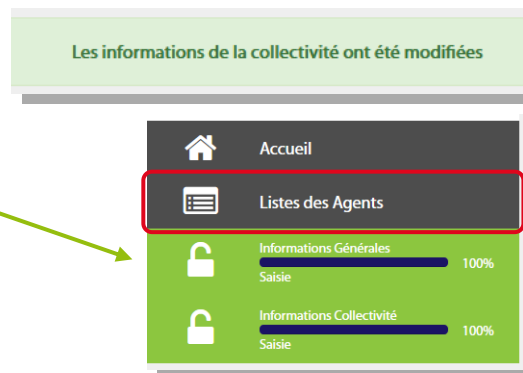 Les informations de la collectivité ont été modifiées
Accueil
Listes des Agents
Informations Générales
100%
Saisie
Informations Collectivité
100%
Saisie